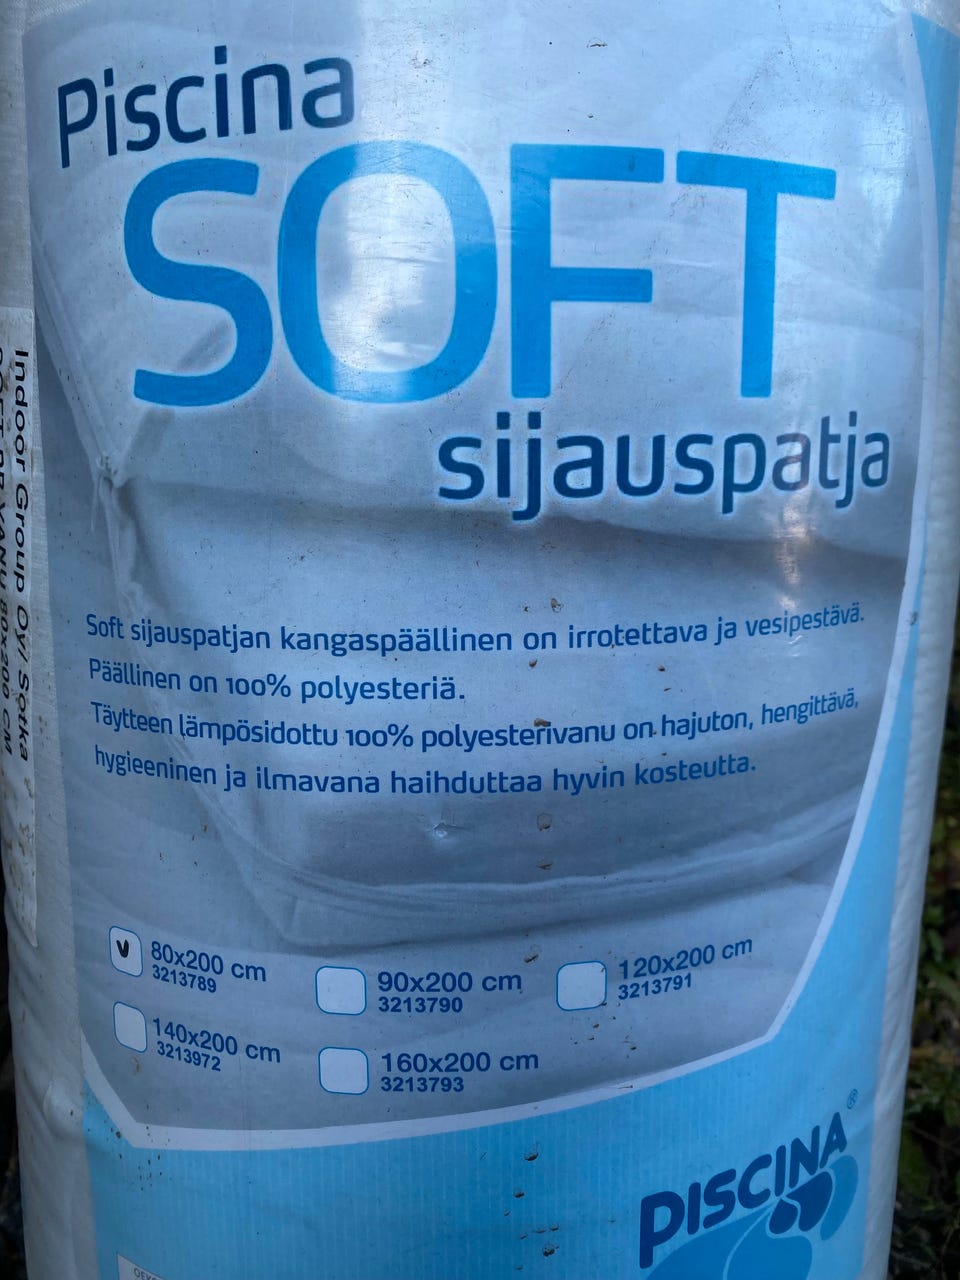 Piscina
SOFT
sijauspatja
Soft sijauspatjan kangaspäällinen on irrotettava ja vesipestävä.
Päällinen on 100% polyesteriä.
Täytteen lämpösidottu 100% polyesterivanu on hajuton, hengittävä,
hygieeninen ja ilmavana haihduttaa hyvin kosteutta.
80x200 cm
3213789
90x200 cm
3213790
120x200 cm
3213791
140x200 cm
3213972
160x200 cm
3213793
PISCINA®
Indoor Group Oy/ Sotka
80x200 CM